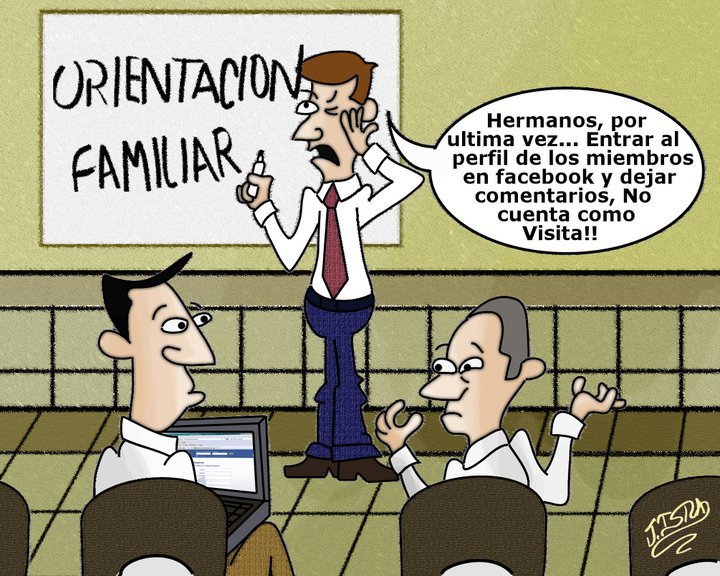 ORIENTACION
FAMILIAR
Hermanos, por
ultima vez... Entrar al
perfil de los miembros
en facebook y dejar
comentarios, No
cuenta como
Visita!!
J.ISRA